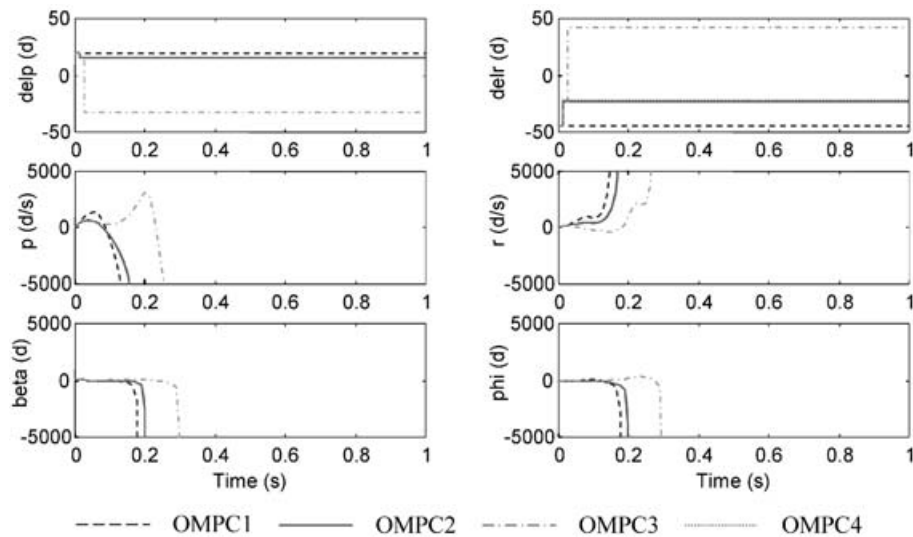 50
0
-50
delp (d)
0 0.2 0.4 0.6 0.8 1
50
0
-50
delr (d)
0 0.2 0.4 0.6 0.8 1
5000
0
-5000
p (d/s)
0 0.2 0.4 0.6 0.8 1
5000
0
-5000
r (d/s)
0 0.2 0.4 0.6 0.8 1
5000
0
-5000
beta (d)
0 0.2 0.4 0.6 0.8 1
Time (s)
5000
0
-5000
phi (d)
0 0.2 0.4 0.6 0.8 1
Time (s)
OMPC1 OMPC2 OMPC3 OMPC4